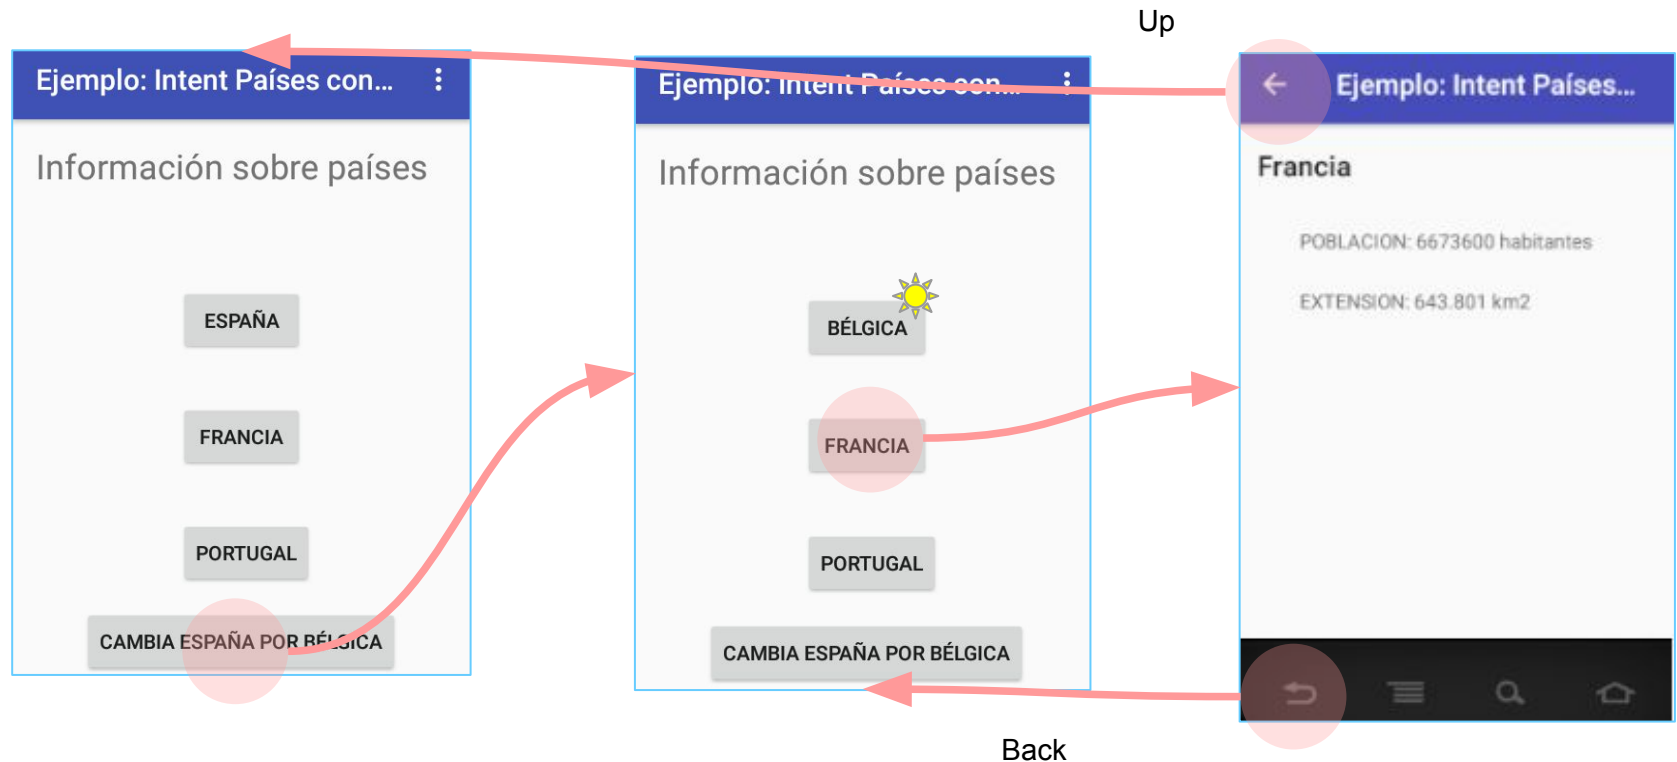 Up
Ejemplo: Intent Países con...
Información sobre países
ESPAÑA
FRANCIA
PORTUGAL
CAMBIA ESPAÑA POR BÉLGICA
Ejemplo: Intent Países con...
Información sobre países
BÉLGICA
FRANCIA
PORTUGAL
CAMBIA ESPAÑA POR BÉLGICA
Ejemplo: Intent Países...
Francia
POBLACION: 6673600 habitantes
EXTENSION: 643.801 km2
Back